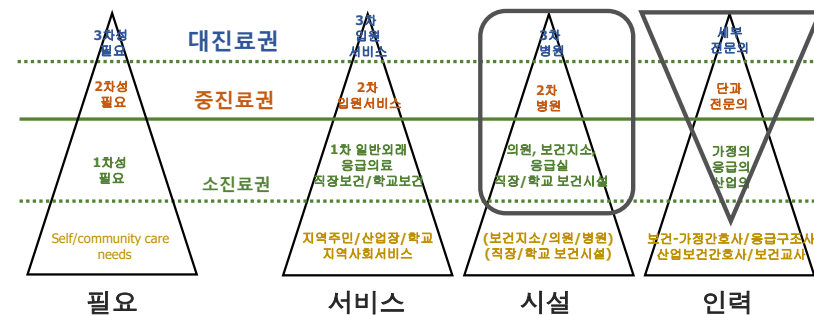 3차성
필요
대진료권
3차
입원
서비스
3차
병원
세부
전문의
2차성
필요
중진료권
2차
입원서비스
2차
병원
단과
전문의
1차성
필요
소진료권
1차 일반외래
응급의료
직장보건/학교보건
의원, 보건지소,
응급실
직장/학교 보건시설
가정의
응급의
산업의
Self/community care
needs
지역주민/산업장/학교
지역사회서비스
(보건지소/의원/병원)
(직장/학교 보건시설)
보건-가정간호사/응급구조사
산업보건간호사/보건교사
필요
서비스
시설
인력